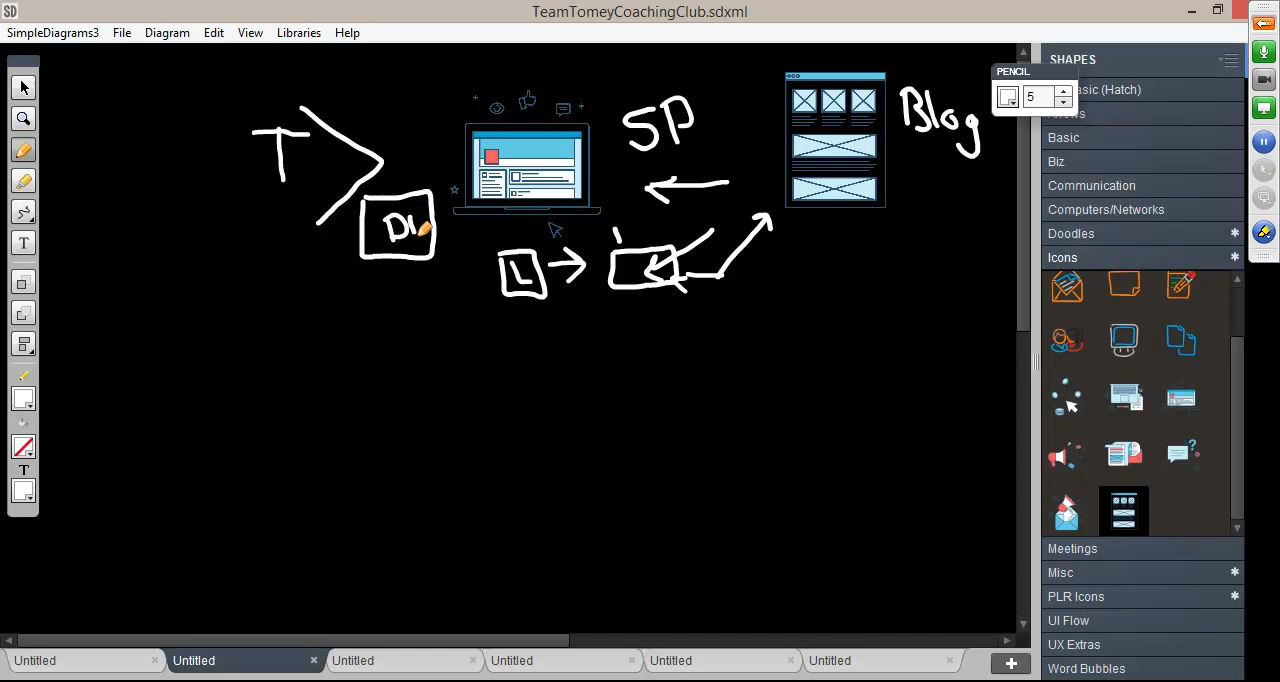 SD
TeamTomeyCoachingClub.sdxml
SimpleDiagrams3 File Diagram Edit View Libraries Help
SHAPES
PENCIL
5
Basic (Hatch)
Basic
Biz
Communication
Computers/Networks
Doodles
Icons
T
SP
Blog
L
T
T
Meetings
Misc
PLR Icons
UI Flow
UX Extras
Word Bubbles
Untitled Untitled Untitled Untitled Untitled Untitled